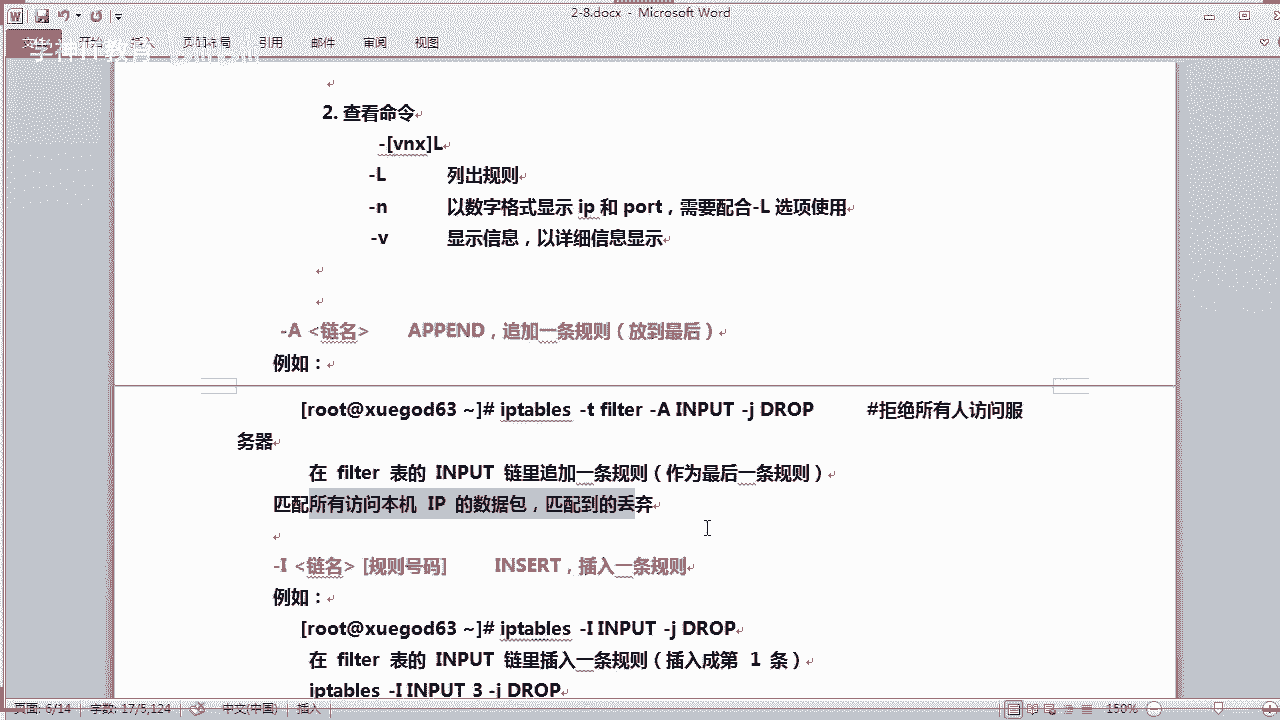 2-8.docx - Microsoft Word
文件 开始 插入 页面布局 引用 邮件 审阅 视图
学神IT教育
2. 查看命令
-[vnx]L
-L 列出规则
-n 以数字格式显示 ip 和 port，需要配合-L 选项使用
-v 显示信息，以详细信息显示
-A <链名> APPEND，追加一条规则（放到最后）
例如：
[root@xuegod63 ~]# iptables -t filter -A INPUT -j DROP #拒绝所有人访问服
务器
在 filter 表的 INPUT 链里追加一条规则（作为最后一条规则）
匹配所有访问本机 IP 的数据包，匹配到的丢弃
-I <链名> [规则号码] INSERT，插入一条规则
例如：
[root@xuegod63 ~]# iptables -I INPUT -j DROP
在 filter 表的 INPUT 链里插入一条规则（插入成第 1 条）
iptables -I INPUT 3 -j DROP
页面: 6/14 字数: 17/5,124 中文(中国) 插入 150%